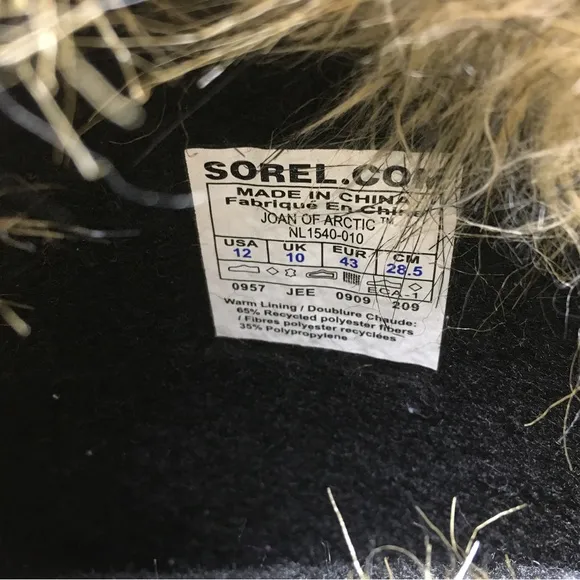 SOREL.COM
MADE IN CHINA
Fabriqué En Chine
JOAN OF ARCTIC™
NL1540-010
USA UK EUR CM
12 10 43 28.5
0957 JEE 0909 209
Warm Lining / Doublure Chaude:
65% Recycled polyester fibers
/ Fibres polyester recyclées
35% Polypropylene